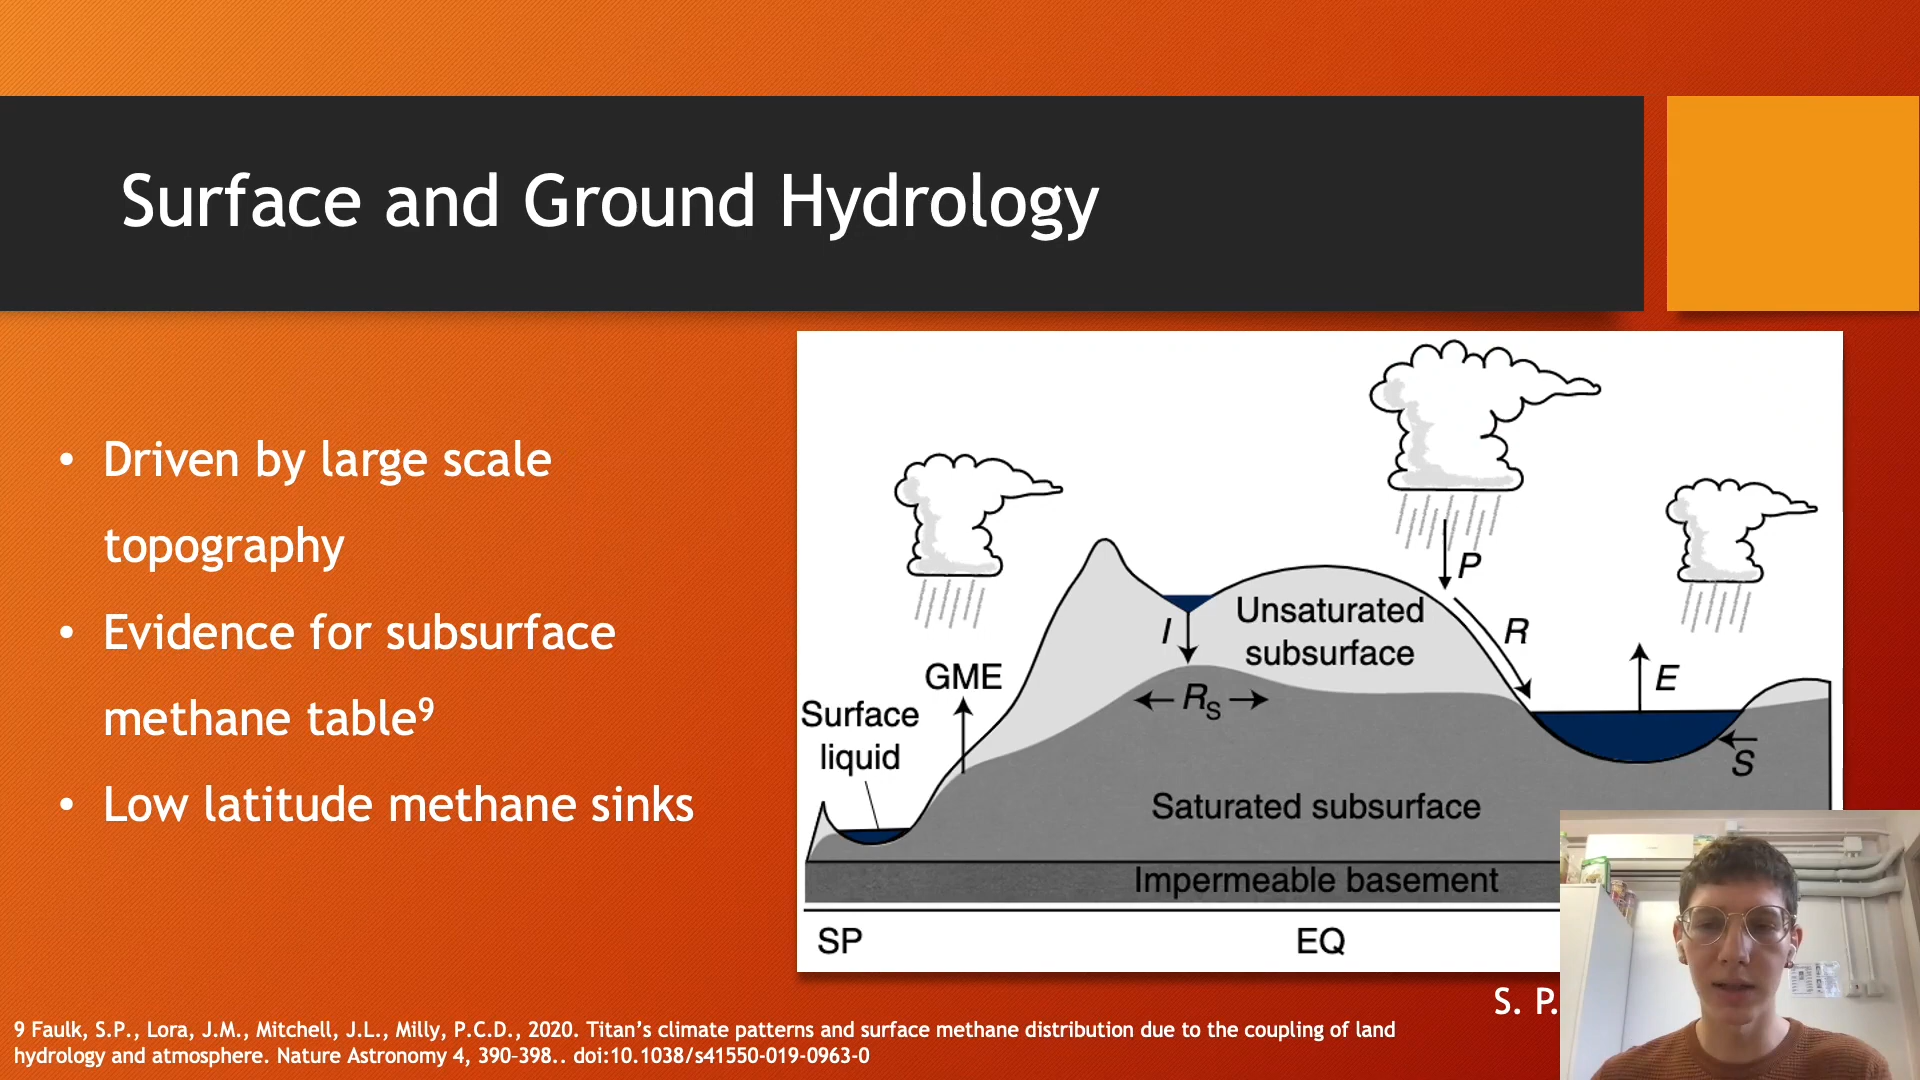 Surface and Ground Hydrology
• Driven by large scale
topography
• Evidence for subsurface
methane table⁹
• Low latitude methane sinks
P
I
Unsaturated
subsurface
R
GME
E
R_S
Surface
liquid
S
Saturated subsurface
Impermeable basement
SP
EQ
S. P.
9 Faulk, S.P., Lora, J.M., Mitchell, J.L., Milly, P.C.D., 2020. Titan’s climate patterns and surface methane distribution due to the coupling of land
hydrology and atmosphere. Nature Astronomy 4, 390–398.. doi:10.1038/s41550-019-0963-0